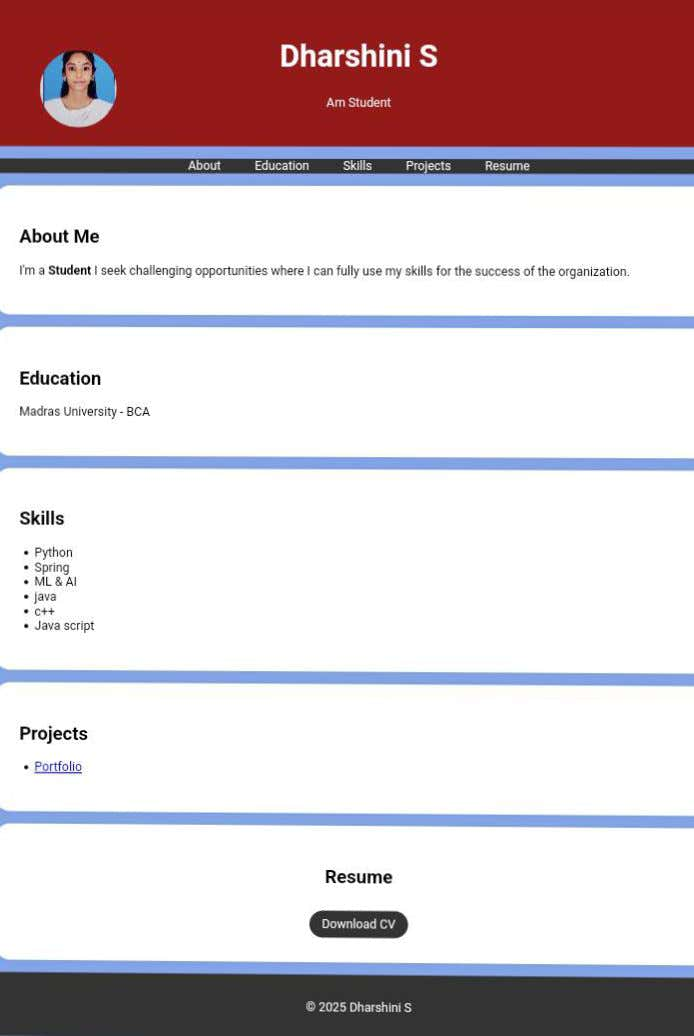 Dharshini S
Am Student
About Education Skills Projects Resume
About Me
I'm a Student I seek challenging opportunities where I can fully use my skills for the success of the organization.
Education
Madras University - BCA
Skills
• Python
• Spring
• ML & AI
• java
• c++
• Java script
Projects
• Portfolio
Resume
Download CV
© 2025 Dharshini S